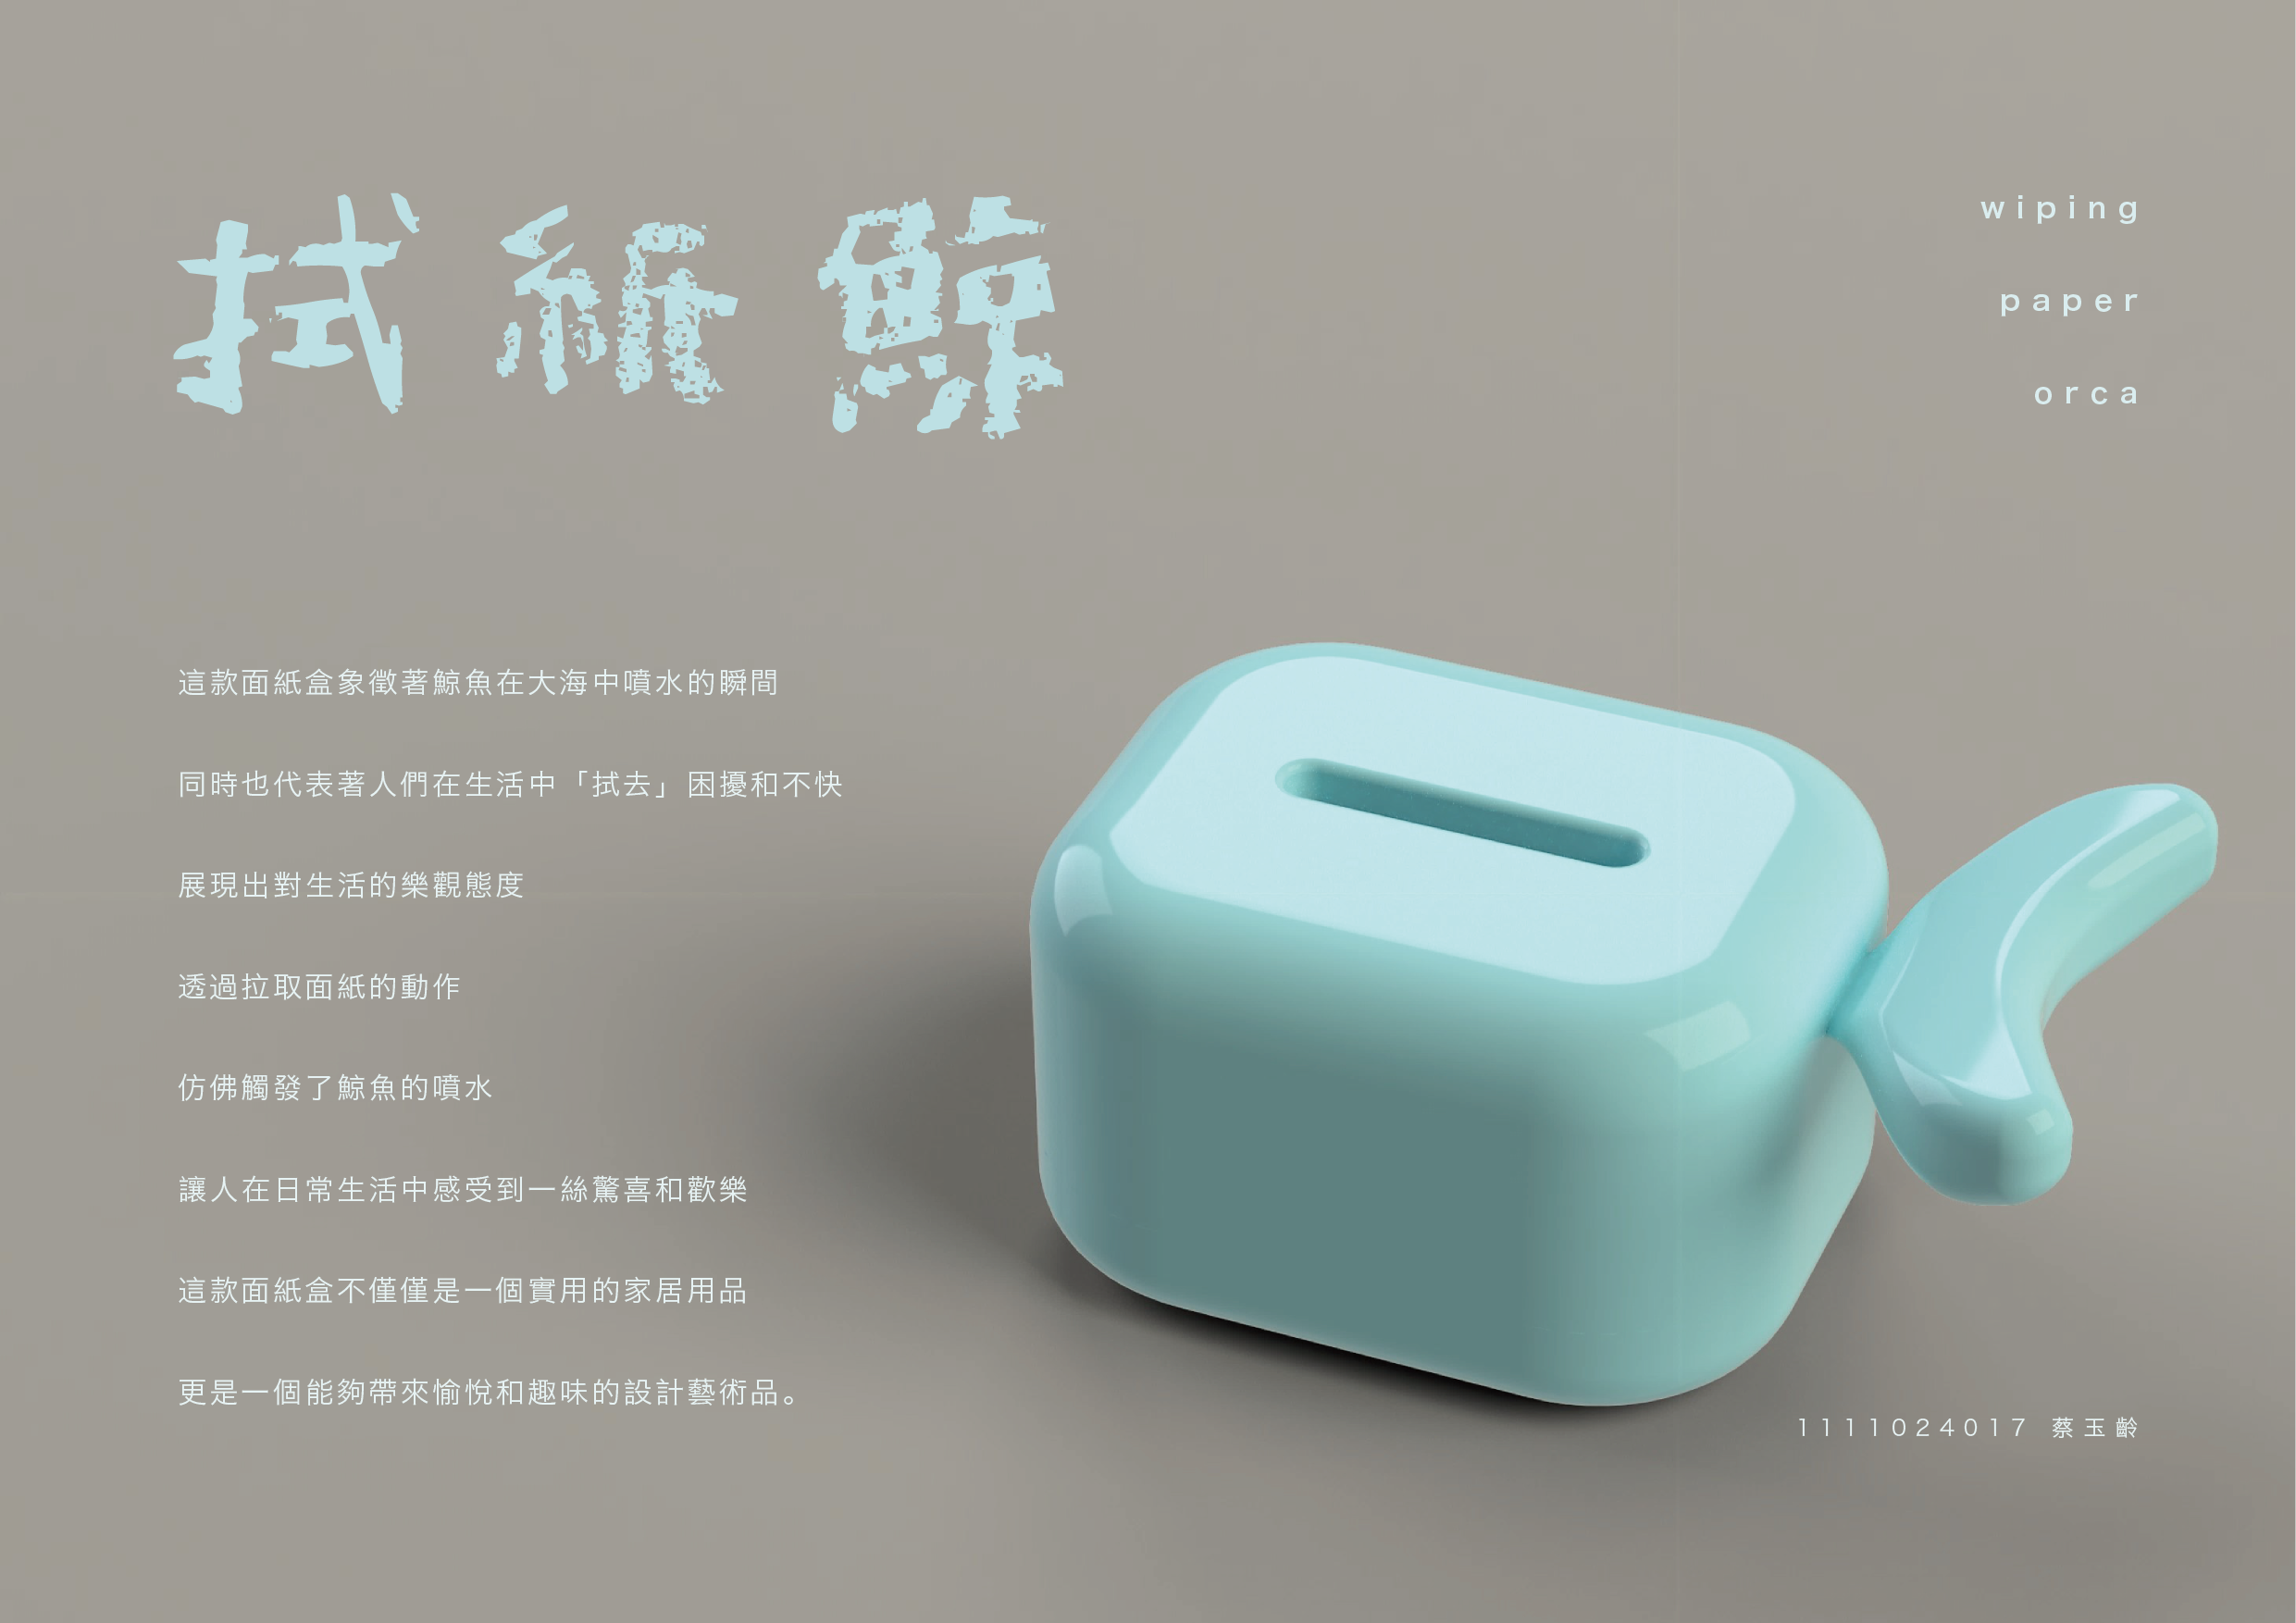 拭紙鯨
wiping
paper
orca
這款面紙盒象徵著鯨魚在大海中噴水的瞬間
同時也代表著人們在生活中「拭去」困擾和不快
展現出對生活的樂觀態度
透過拉取面紙的動作
仿佛觸發了鯨魚的噴水
讓人在日常生活中感受到一絲驚喜和歡樂
這款面紙盒不僅僅是一個實用的家居用品
更是一個能夠帶來愉悅和趣味的設計藝術品。
1111024017 蔡玉齡